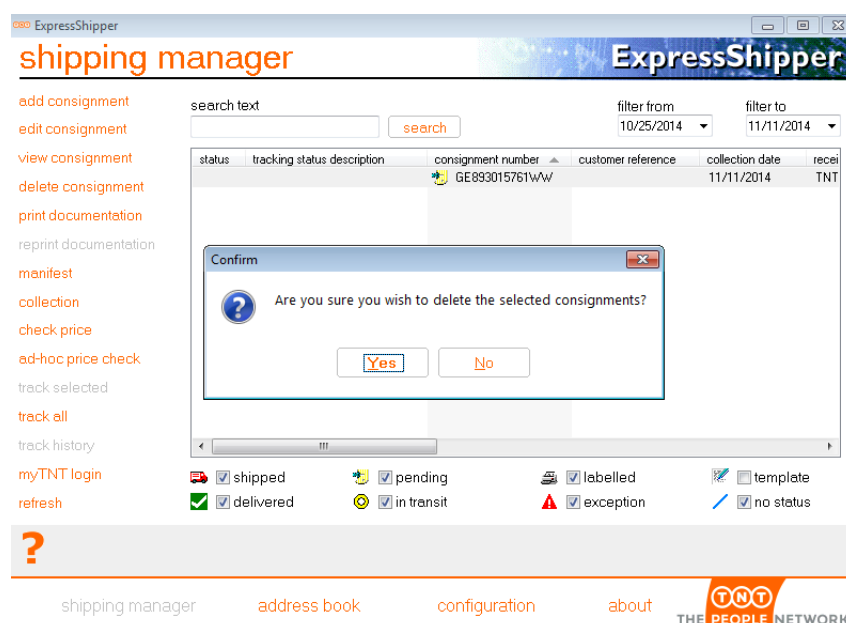 ExpressShipper
shipping manager
ExpressShipper
add consignment
edit consignment
view consignment
delete consignment
print documentation
reprint documentation
manifest
collection
check price
ad-hoc price check
track selected
track all
track history
myTNT login
refresh
search text
search
filter from
10/25/2014
filter to
11/11/2014
status tracking status description consignment number customer reference collection date recei
GE893015761WW 11/11/2014 TNT
Confirm
Are you sure you wish to delete the selected consignments?
Yes No
shipped pending labelled template
delivered in transit exception no status
?
shipping manager address book configuration about
TNT
THE PEOPLE NETWORK